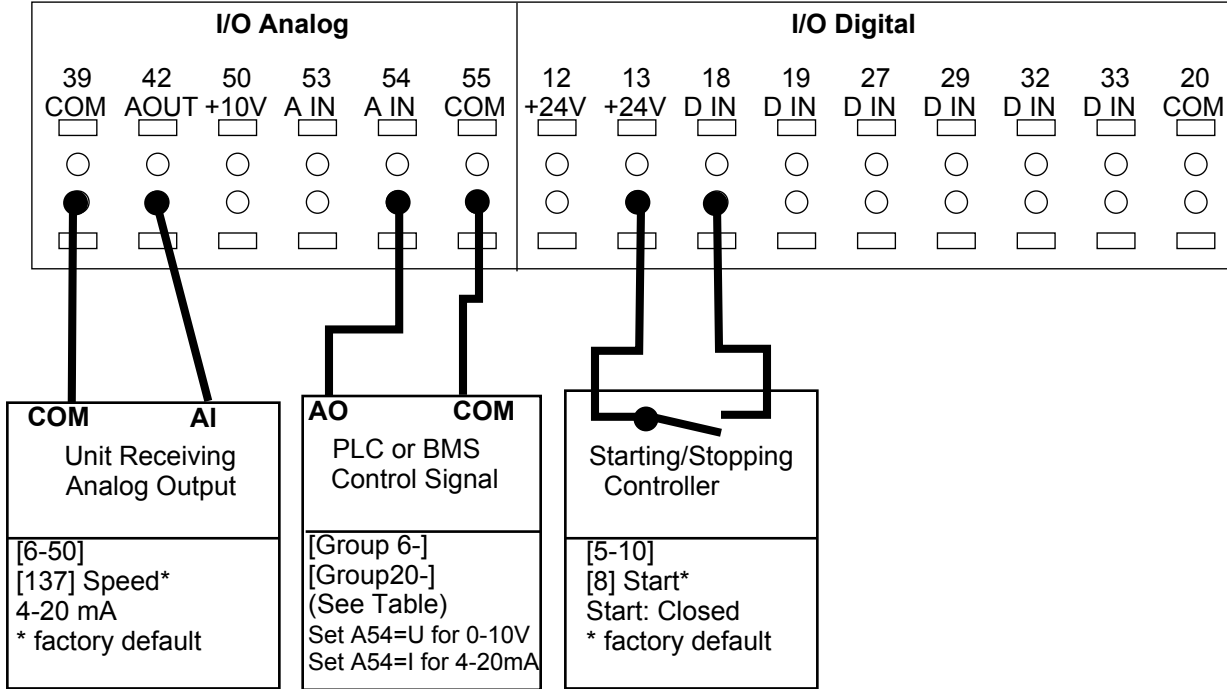 I/O Analog I/O Digital
39 42 50 53 54 55 12 13 18 19 27 29 32 33 20
COM AOUT +10V A IN A IN COM +24V +24V D IN D IN D IN D IN D IN D IN COM
COM AI
Unit Receiving
Analog Output
[6-50]
[137] Speed*
4-20 mA
* factory default
AO COM
PLC or BMS
Control Signal
[Group 6-]
[Group20-]
(See Table)
Set A54=U for 0-10V
Set A54=I for 4-20mA
Starting/Stopping
Controller
[5-10]
[8] Start*
Start: Closed
* factory default